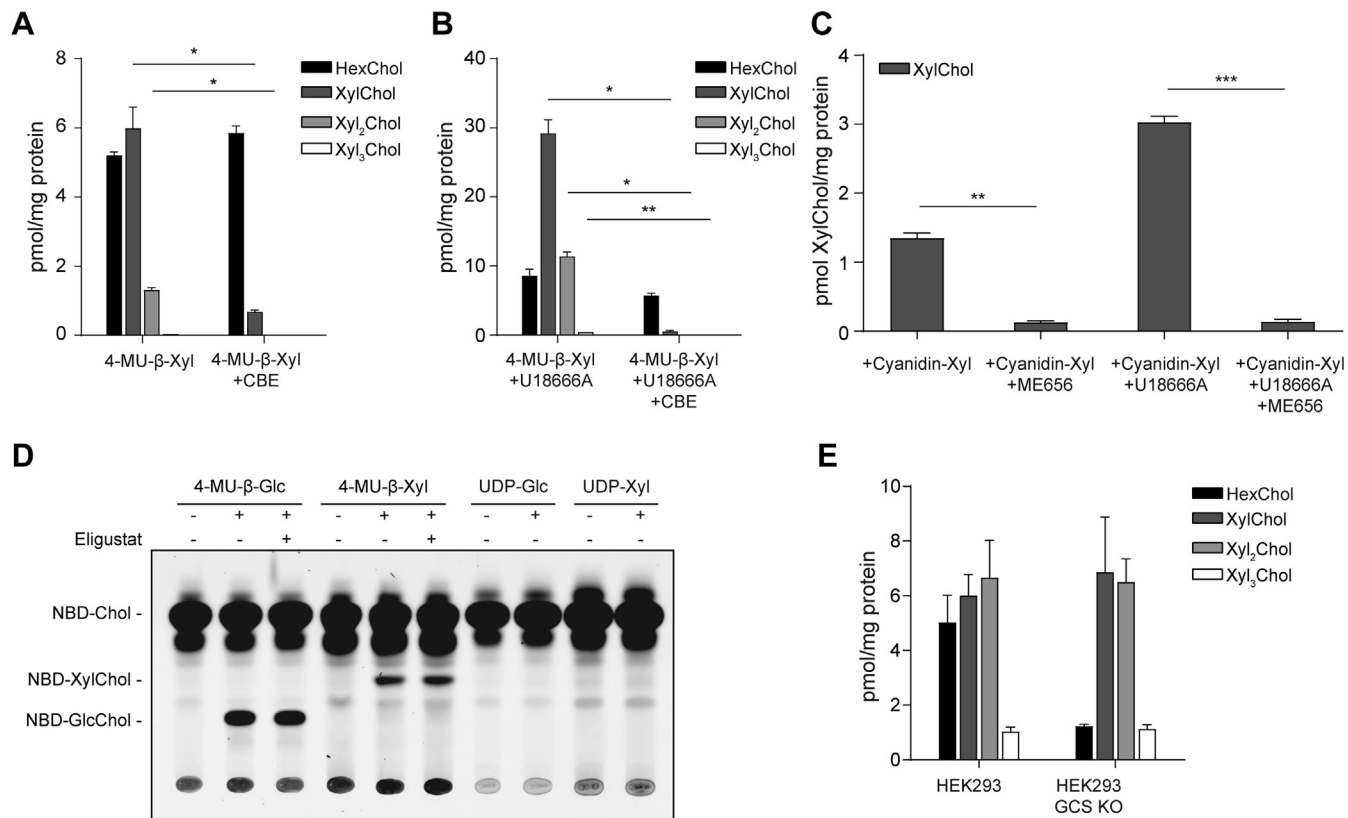 A
8
6
4
2
0
pmol/mg protein
*
*
HexChol
XylChol
Xyl₂Chol
Xyl₃Chol
4-MU-β-Xyl
4-MU-β-Xyl
+CBE
B
40
30
20
10
0
pmol/mg protein
*
*
**
HexChol
XylChol
Xyl₂Chol
Xyl₃Chol
4-MU-β-Xyl
+U18666A
4-MU-β-Xyl
+U18666A
+CBE
C
4
3
2
1
0
pmol XylChol/mg protein
XylChol
**
***
+Cyanidin-Xyl
+Cyanidin-Xyl
+ME656
+Cyanidin-Xyl
+U18666A
+Cyanidin-Xyl
+U18666A
+ME656
D
4-MU-β-Glc 4-MU-β-Xyl UDP-Glc UDP-Xyl
- + + - + + - + - +
Eligustat - - + - - + - - - -
NBD-Chol -
NBD-XylChol -
NBD-GlcChol -
E
10
8
6
4
2
0
pmol/mg protein
HexChol
XylChol
Xyl₂Chol
Xyl₃Chol
HEK293
HEK293
GCS KO